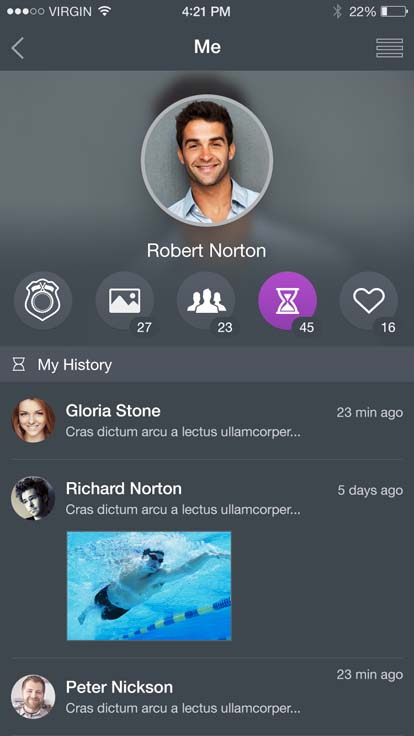 VIRGIN 4:21 PM 22%
Me
Robert Norton
27 23 45 16
My History
Gloria Stone 23 min ago
Cras dictum arcu a lectus ullamcorper...
Richard Norton 5 days ago
Cras dictum arcu a lectus ullamcorper...
23 min ago
Peter Nickson
Cras dictum arcu a lectus ullamcorper...